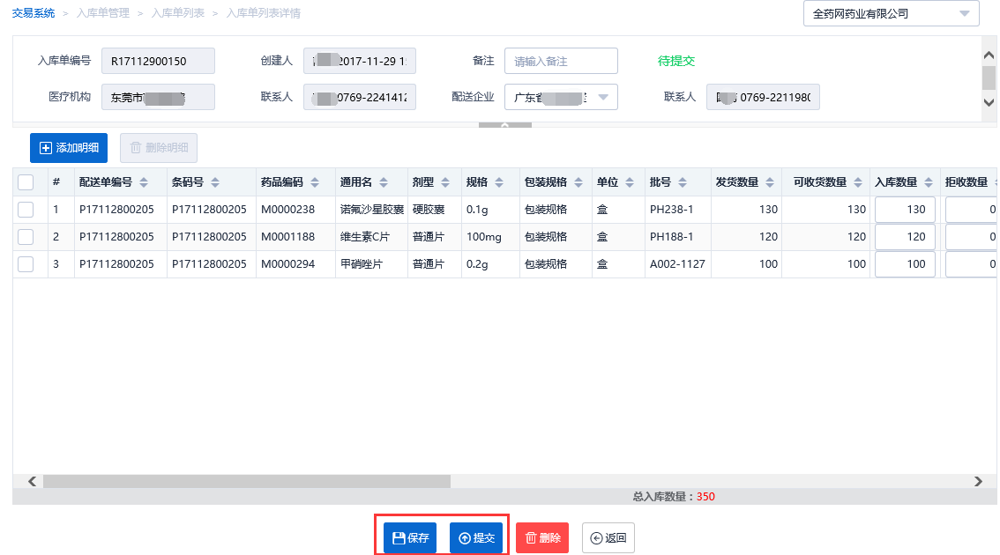 交易系统 > 入库单管理 > 入库单列表 > 入库单列表详情 全药网药业有限公司
入库单编号 R17112900150 创建人 2017-11-29 1 备注 请输入备注 待提交
医疗机构 东莞市 联系人 0769-2241412 配送企业 广东省 联系人 0769-2211980
添加明细 删除明细
# 配送单编号 条码号 药品编码 通用名 剂型 规格 包装规格 单位 批号 发货数量 可收货数量 入库数量 拒收数量
1 P17112800205 P17112800205 M0000238 诺氟沙星胶囊 硬胶囊 0.1g 包装规格 盒 PH238-1 130 130 130 0
2 P17112800205 P17112800205 M0001188 维生素C片 普通片 100mg 包装规格 盒 PH188-1 120 120 120 0
3 P17112800205 P17112800205 M0000294 甲硝唑片 普通片 0.2g 包装规格 盒 A002-1127 100 100 100 0
总入库数量：350
保存 提交 删除 返回